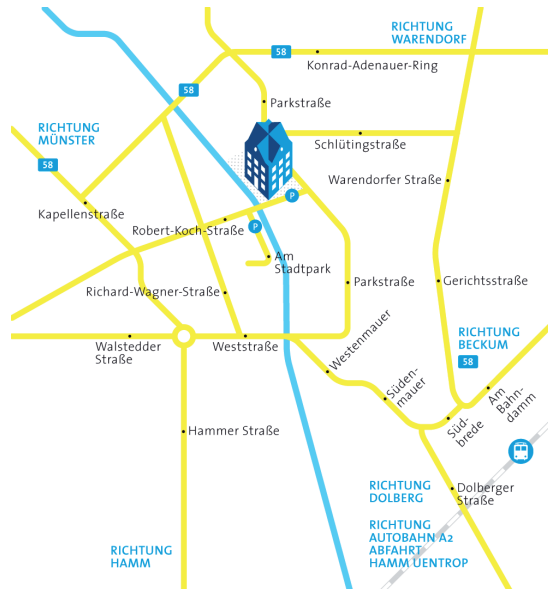 RICHTUNG
WARENDORF
58
Konrad-Adenauer-Ring
58
Parkstraße
RICHTUNG
MÜNSTER
58
Schlütingstraße
Warendorfer Straße
P
Kapellenstraße
Robert-Koch-Straße
P
Am
Stadtpark
Richard-Wagner-Straße
Parkstraße
Gerichtsstraße
RICHTUNG
BECKUM
58
Walstedder
Straße
Weststraße
Westenmauer
Süden-
mauer
Am
Bahn-
damm
Süd-
brede
Hammer Straße
RICHTUNG
DOLBERG
Dolberger
Straße
RICHTUNG
AUTOBAHN A2
ABFAHRT
HAMM UENTROP
RICHTUNG
HAMM